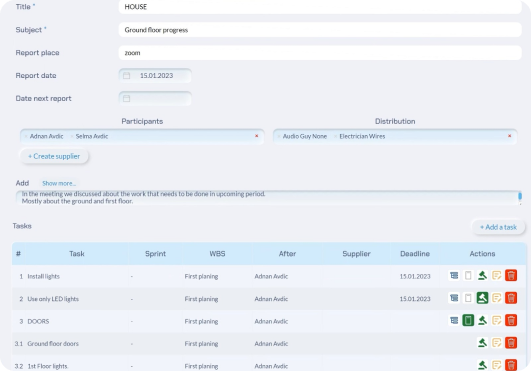 Title * HOUSE
Subject * Ground floor progress
Report place zoom
Report date 15.01.2023
Date next report
Participants Distribution
Adnan Avdic Selma Avdic × Audio Guy None Electrician Wires ×
+ Create supplier
Add Show more...
In the meeting we discussed about the work that needs to be done in upcoming period.
Mostly about the ground and first floor.
Tasks + Add a task
# Task Sprint WBS After Supplier Deadline Actions
1 Install lights - First planing Adnan Avdic 15.01.2023
2 Use only LED lights - First planing Adnan Avdic 15.01.2023
3 DOORS - First planing Adnan Avdic
3.1 Ground floor doors - First planing Adnan Avdic
3.2 1st Floor lights - First planing Adnan Avdic